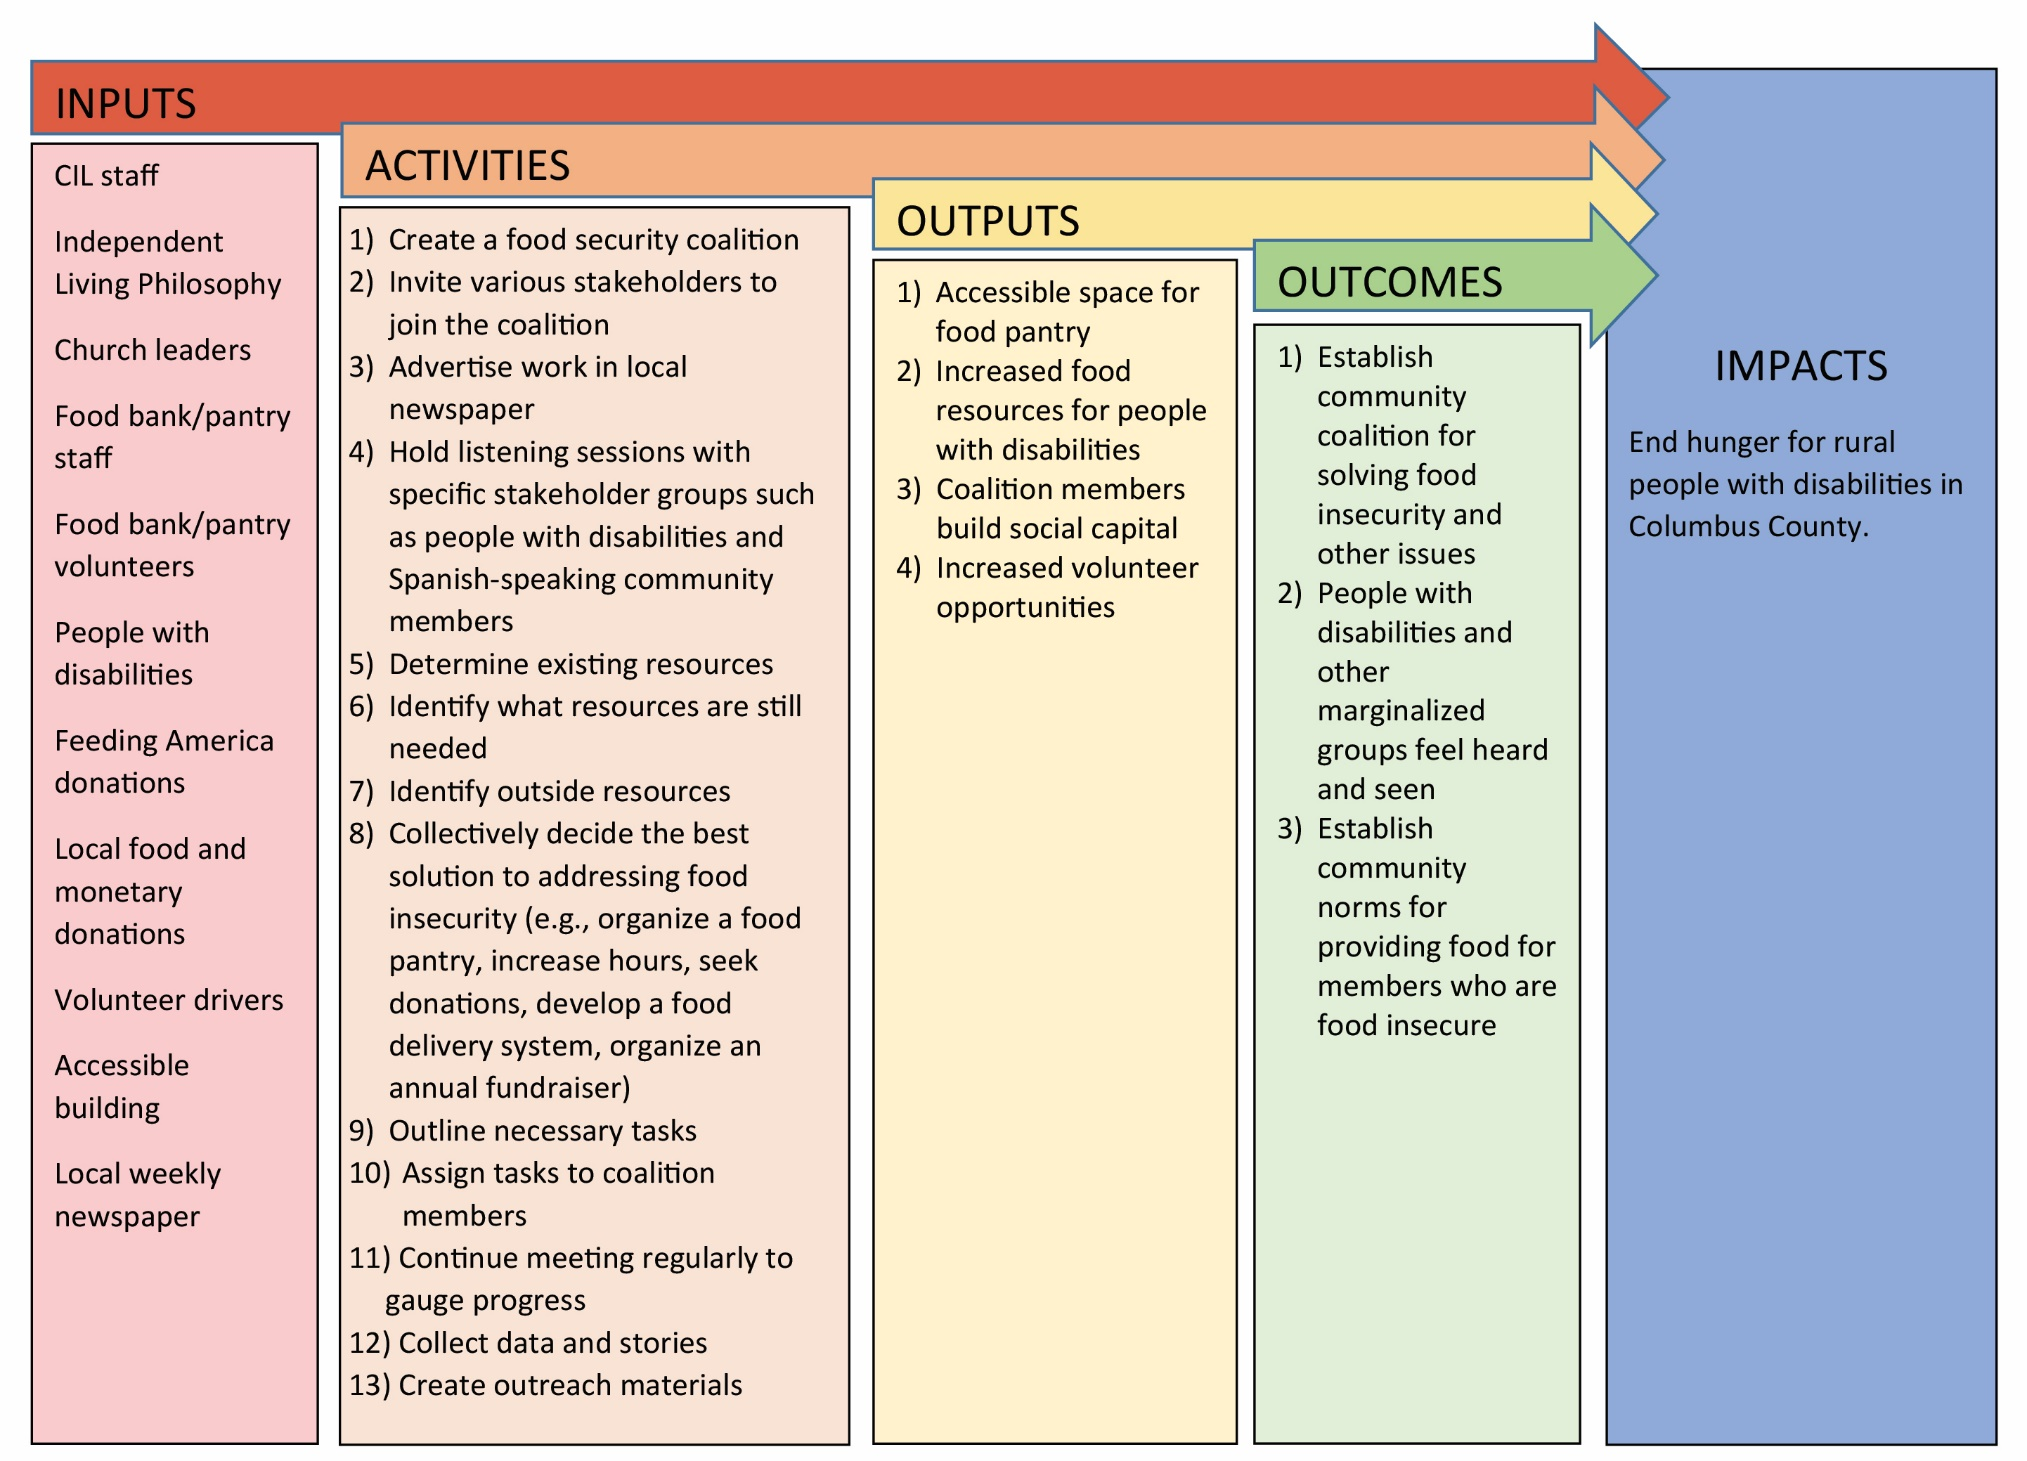 INPUTS
CIL staff
Independent
Living Philosophy
Church leaders
Food bank/pantry
staff
Food bank/pantry
volunteers
People with
disabilities
Feeding America
donations
Local food and
monetary
donations
Volunteer drivers
Accessible
building
Local weekly
newspaper
ACTIVITIES
1) Create a food security coalition
2) Invite various stakeholders to
join the coalition
3) Advertise work in local
newspaper
4) Hold listening sessions with
specific stakeholder groups such
as people with disabilities and
Spanish-speaking community
members
5) Determine existing resources
6) Identify what resources are still
needed
7) Identify outside resources
8) Collectively decide the best
solution to addressing food
insecurity (e.g., organize a food
pantry, increase hours, seek
donations, develop a food
delivery system, organize an
annual fundraiser)
9) Outline necessary tasks
10) Assign tasks to coalition
members
11) Continue meeting regularly to
gauge progress
12) Collect data and stories
13) Create outreach materials
OUTPUTS
1) Accessible space for
food pantry
2) Increased food
resources for people
with disabilities
3) Coalition members
build social capital
4) Increased volunteer
opportunities
OUTCOMES
1) Establish
community
coalition for
solving food
insecurity and
other issues
2) People with
disabilities and
other
marginalized
groups feel heard
and seen
3) Establish
community
norms for
providing food for
members who are
food insecure
IMPACTS
End hunger for rural
people with disabilities in
Columbus County.